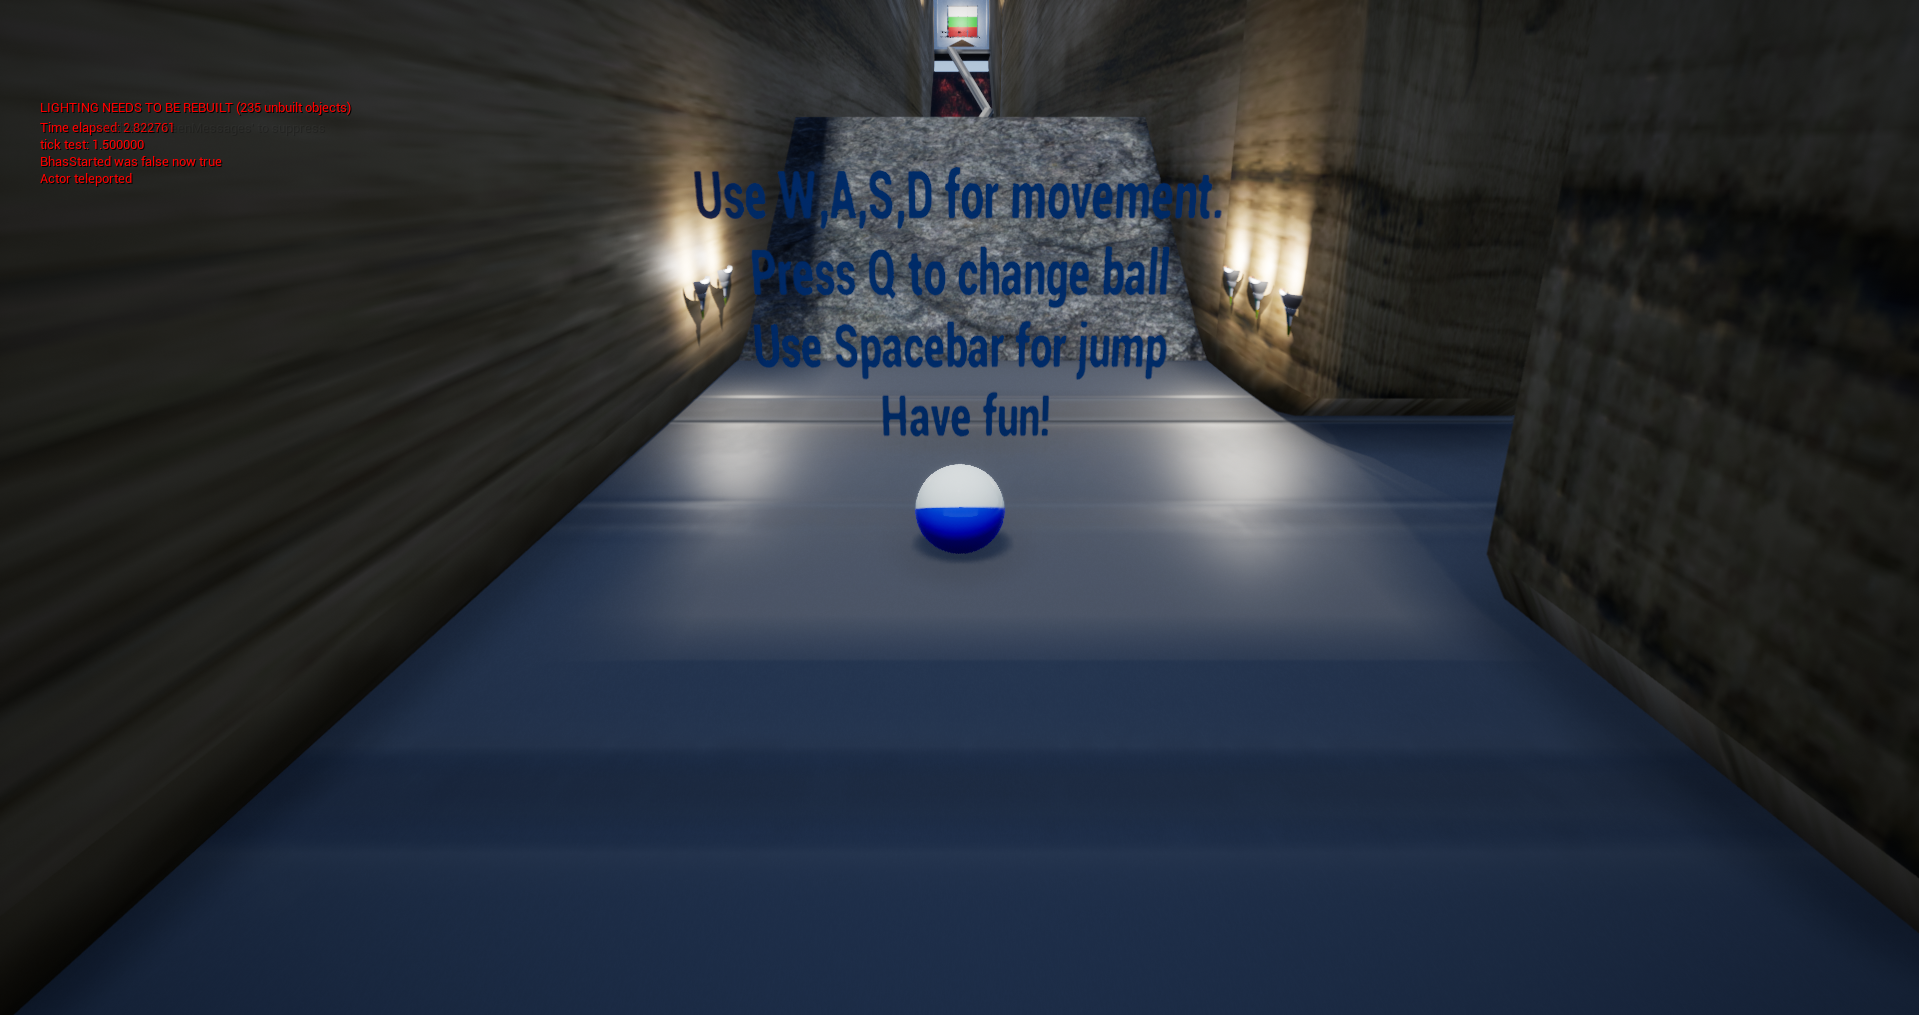 LIGHTING NEEDS TO BE REBUILT (235 unbuilt objects)
Time elapsed: 2.822761
tick test: 1.500000
BhasStarted was false now true
Actor teleported
Use W,A,S,D for movement.
Press Q to change ball
Use Spacebar for jump
Have fun!